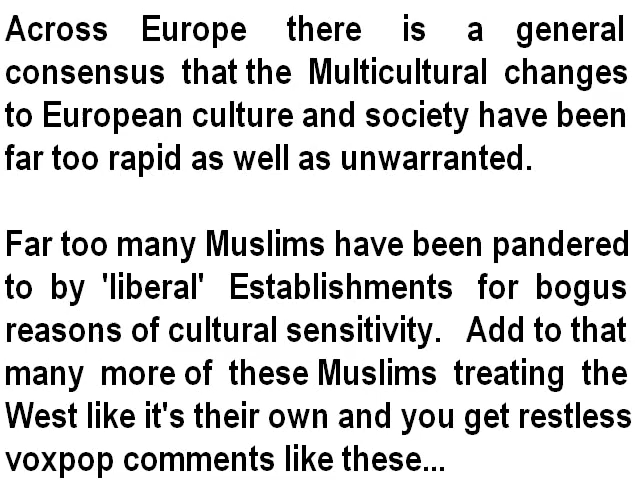 Across Europe there is a general
consensus that the Multicultural changes
to European culture and society have been
far too rapid as well as unwarranted.
Far too many Muslims have been pandered
to by 'liberal' Establishments for bogus
reasons of cultural sensitivity. Add to that
many more of these Muslims treating the
West like it's their own and you get restless
voxpop comments like these...